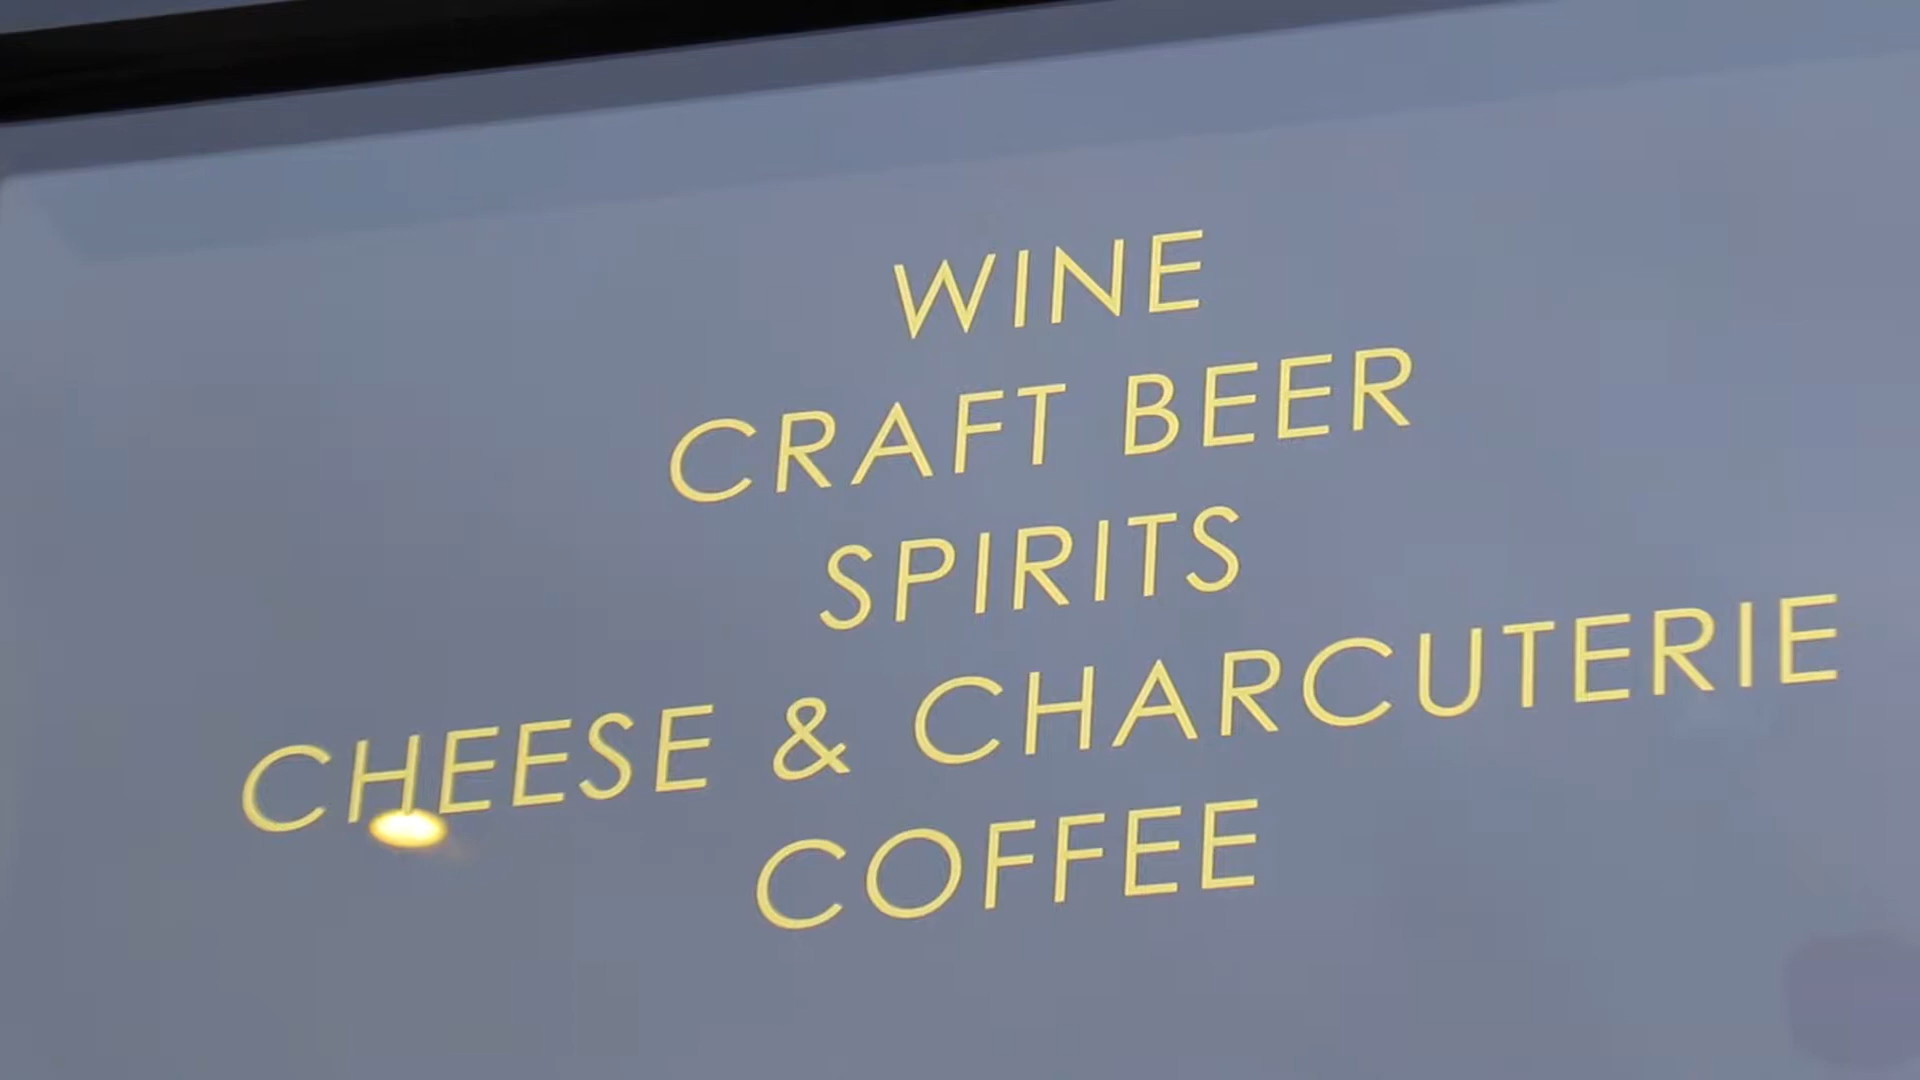 WINE
CRAFT BEER
SPIRITS
CHEESE & CHARCUTERIE
COFFEE